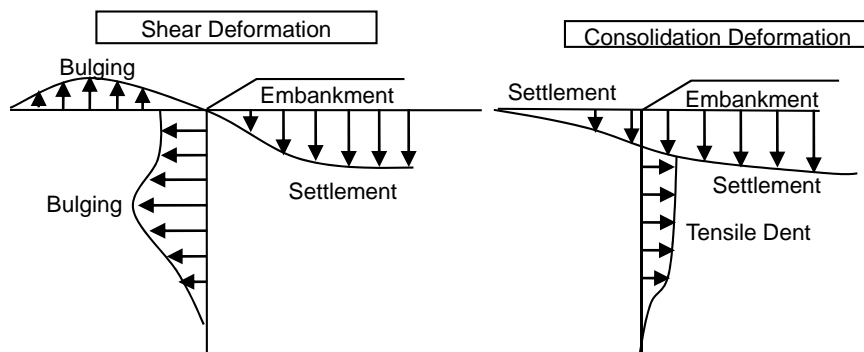 Shear Deformation
Bulging
Embankment
Settlement
Bulging
Consolidation Deformation
Settlement
Embankment
Settlement
Tensile Dent